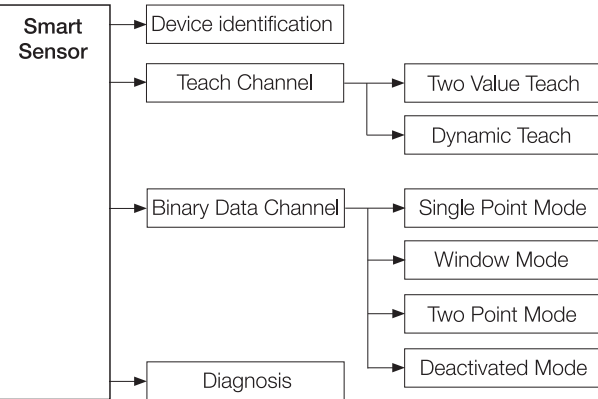 Smart
Sensor
Device identification
Teach Channel
Two Value Teach
Dynamic Teach
Binary Data Channel
Single Point Mode
Window Mode
Two Point Mode
Deactivated Mode
Diagnosis